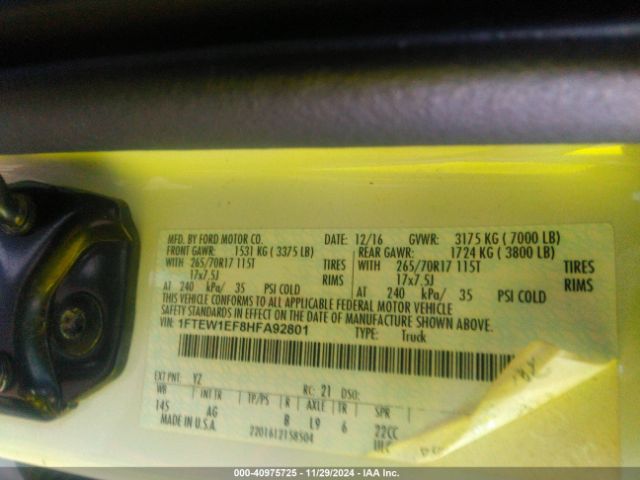 MFD. BY FORD MOTOR CO. DATE: 12/16 GVWR: 3175 KG ( 7000 LB)
FRONT GAWR: 1531 KG ( 3375 LB) REAR GAWR: 1724 KG ( 3800 LB)
WITH 265/70R17 115T TIRES WITH 265/70R17 115T TIRES
17x7.5J RIMS 17x7.5J RIMS
AT 240 kPa/ 35 PSI COLD AT 240 kPa/ 35 PSI COLD
THIS VEHICLE CONFORMS TO ALL APPLICABLE FEDERAL MOTOR VEHICLE
SAFETY STANDARDS IN EFFECT ON THE DATE OF MANUFACTURE SHOWN ABOVE.
VIN: 1FTEW1EF8HFA92801 TYPE: Truck
EXT PNT: YZ RC: 21 DSO:
WB INT TR TP/PS R AXLE TR SPR
145 AG B L9 6 22CC
MADE IN U.S.A. 2201612158504 ULC
000-40975725 - 11/29/2024 - IAA Inc.